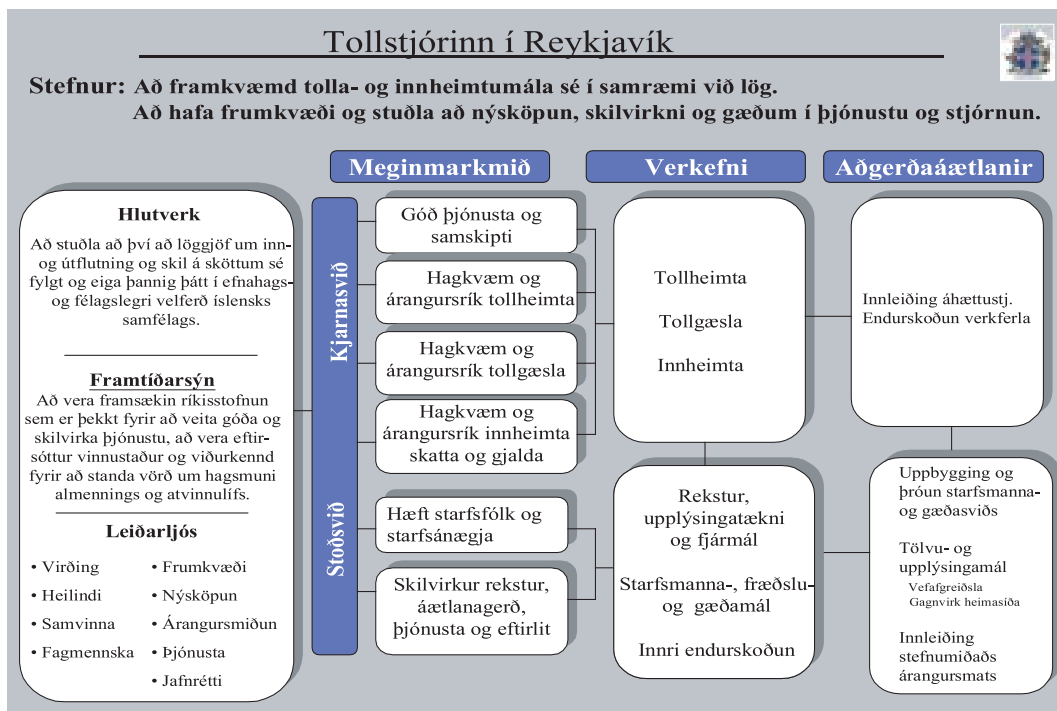 Tollstjórinn í Reykjavík
Stefnur: Að framkvæmd tolla- og innheimtumála sé í samræmi við lög.
Að hafa frumkvæði og stuðla að nýsköpun, skilvirkni og gæðum í þjónustu og stjórnun.
Meginmarkmið
Verkefni
Aðgerðaáætlanir
Hlutverk
Að stuðla að því að löggjöf um inn-
og útflutning og skil á sköttum sé
fylgt og eiga þannig þátt í efnahags-
og félagslegri velferð íslensks
samfélags.
Framtíðarsýn
Að vera framsækin ríkisstofnun
sem er þekkt fyrir að veita góða og
skilvirka þjónustu, að vera eftir-
sóttur vinnustaður og viðurkennd
fyrir að standa vörð um hagsmuni
almennings og atvinnulífs.
Leiðarljós
• Virðing
• Heilindi
• Samvinna
• Fagmennska
• Frumkvæði
• Nýsköpun
• Árangursmiðun
• Þjónusta
• Jafnrétti
Kjarnasvið
Stoðsvið
Góð þjónusta og
samskipti
Hagkvæm og
árangursrík tollheimta
Hagkvæm og
árangursrík tollgæsla
Hagkvæm og
árangursrík innheimta
skatta og gjalda
Hæft starfsfólk og
starfsánægja
Skilvirkur rekstur,
áætlanagerð,
þjónusta og eftirlit
Tollheimta
Tollgæsla
Innheimta
Rekstur,
upplýsingatækni
og fjármál
Starfsmanna-, fræðslu-
og gæðamál
Innri endurskoðun
Innleiðing áhættustj.
Endurskoðun verkferla
Uppbygging og
þróun starfsmanna-
og gæðasviðs
Tölvu- og
upplýsingamál
Vefafgreiðsla
Gagnvirk heimasíða
Innleiðing
stefnumiðaðs
árangursmats